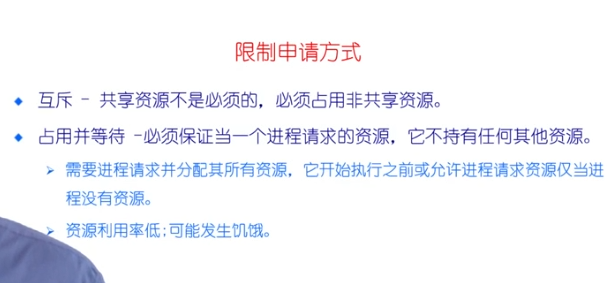 限制申请方式
互斥 - 共享资源不是必须的，必须占用非共享资源。
占用并等待 -必须保证当一个进程请求的资源，它不持有任何其他资源。
需要进程请求并分配其所有资源，它开始执行之前或允许进程请求资源仅当进
程没有资源。
资源利用率低;可能发生饥饿。